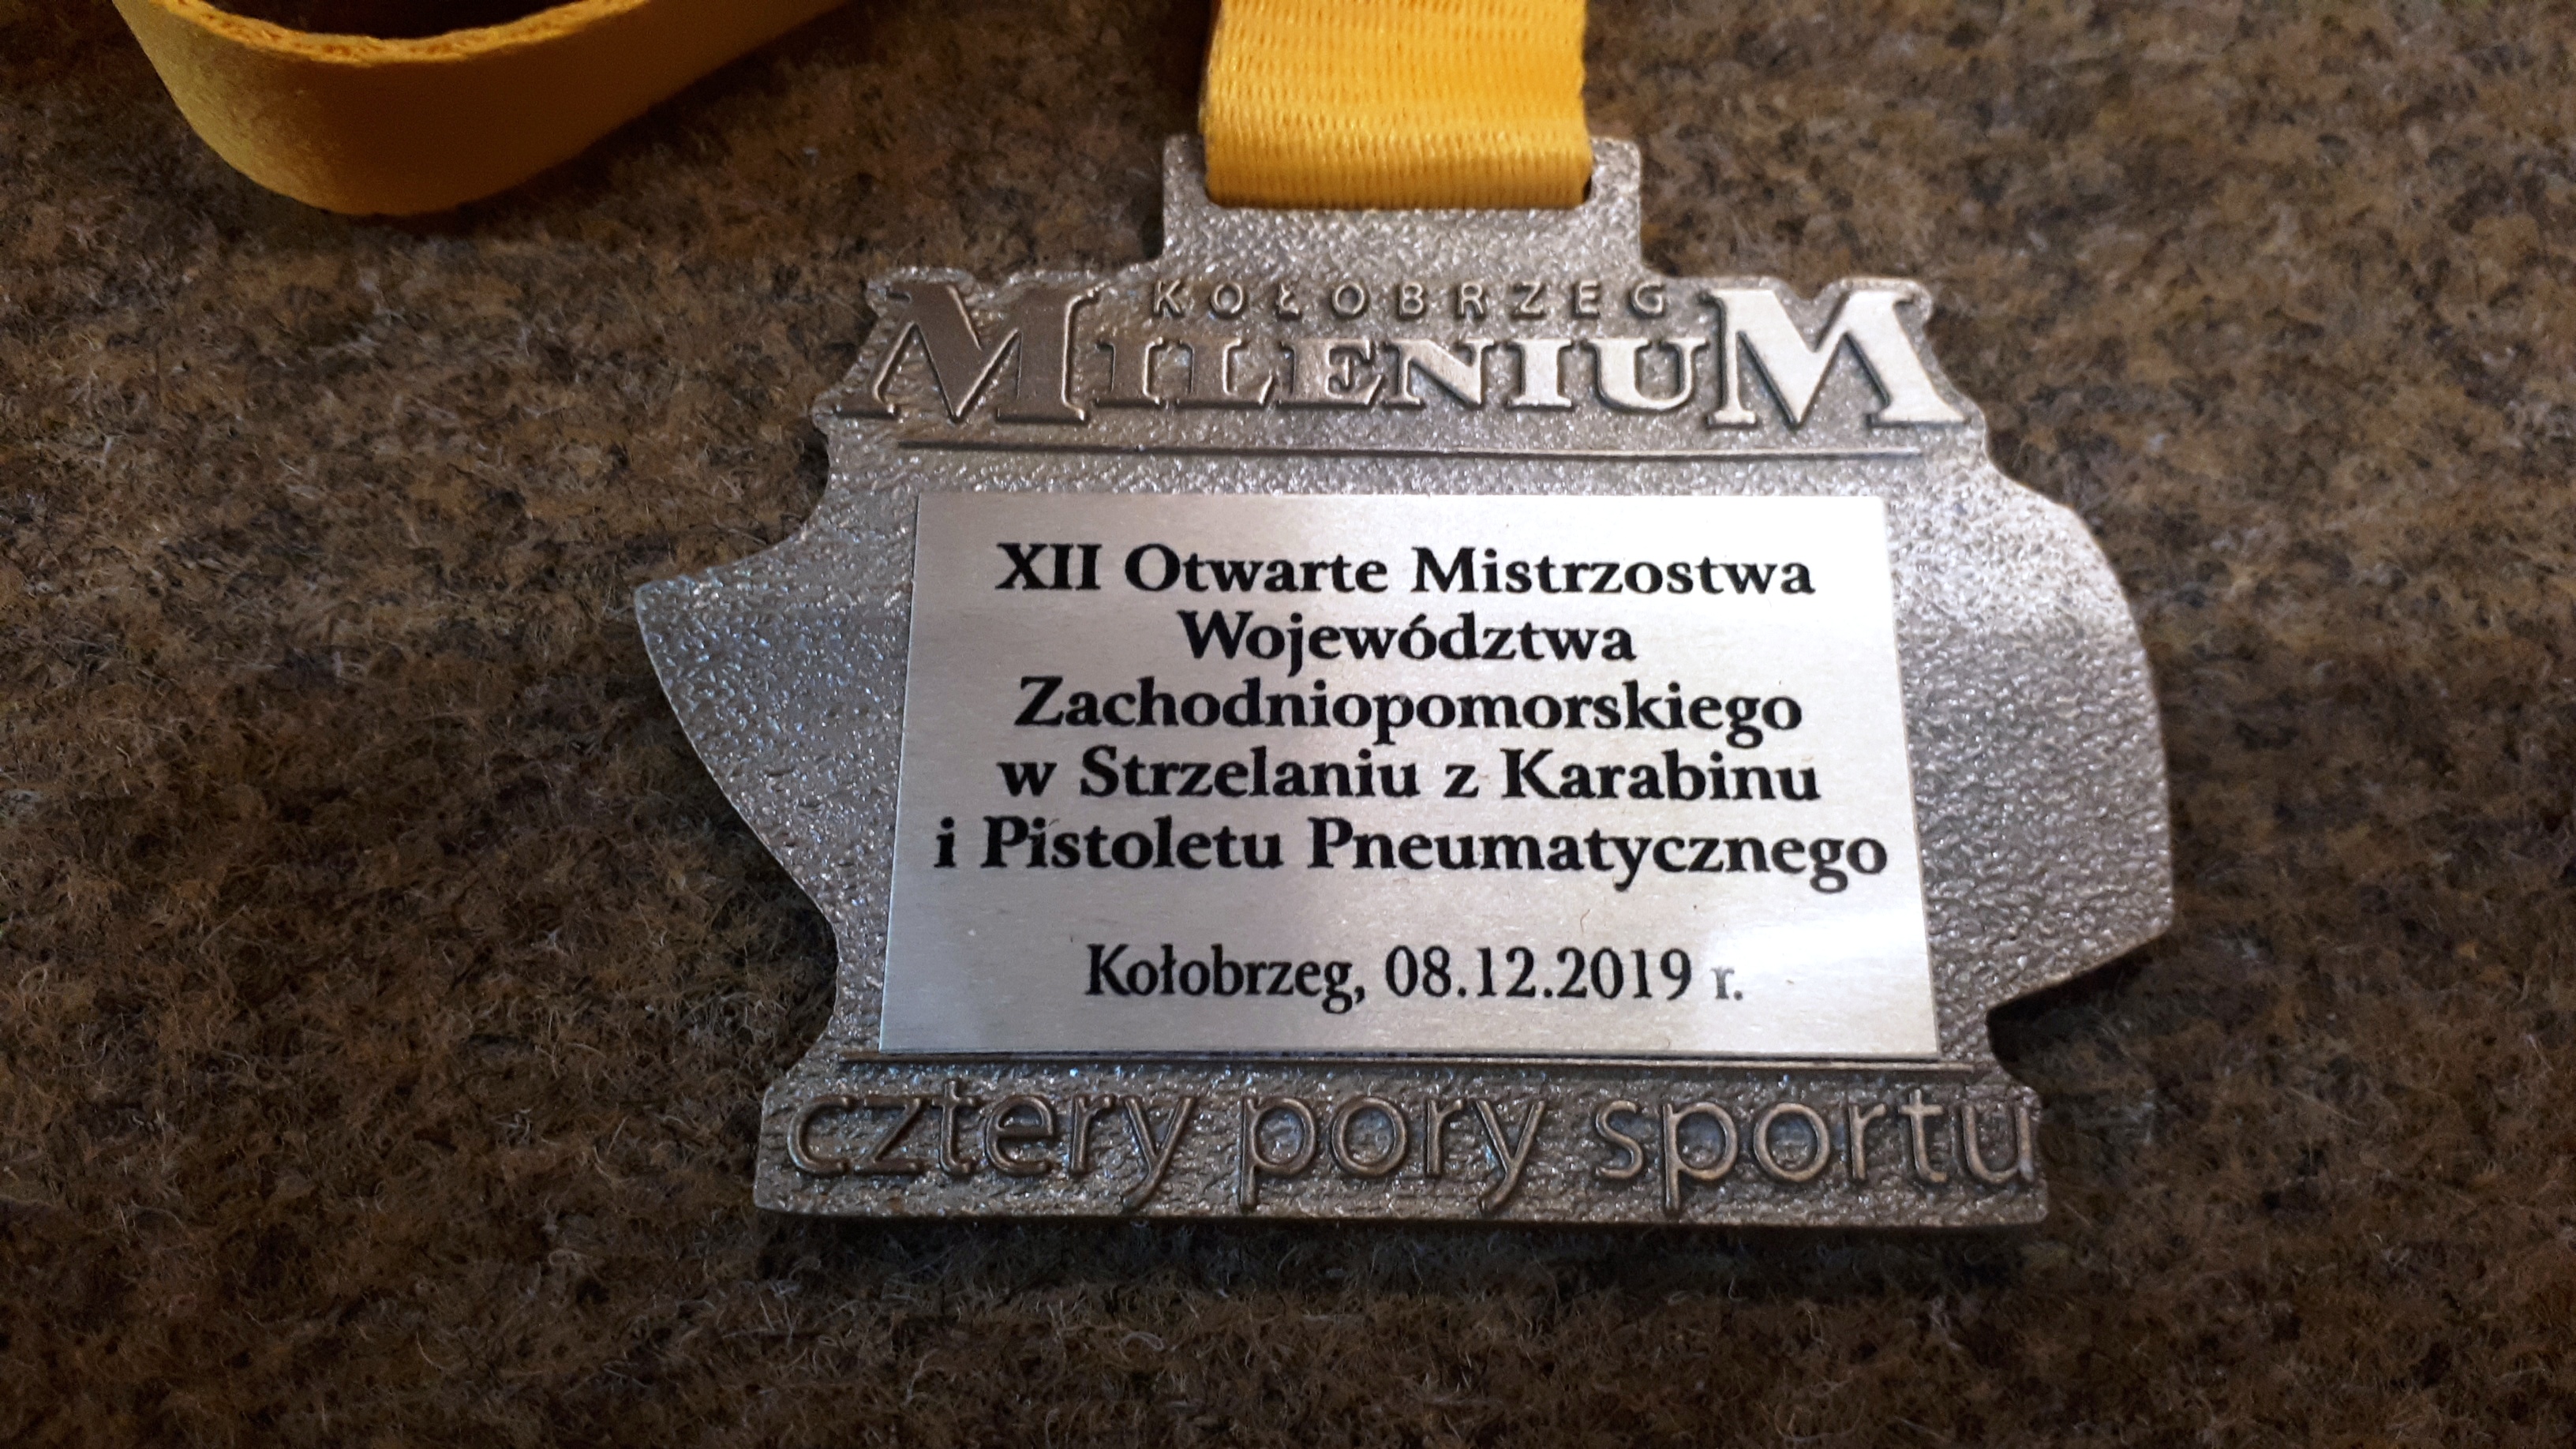 KOŁOBRZEG
MILENIUM
XII Otwarte Mistrzostwa
Województwa
Zachodniopomorskiego
w Strzelaniu z Karabinu
i Pistoletu Pneumatycznego
Kołobrzeg, 08.12.2019 r.
cztery pory sportu